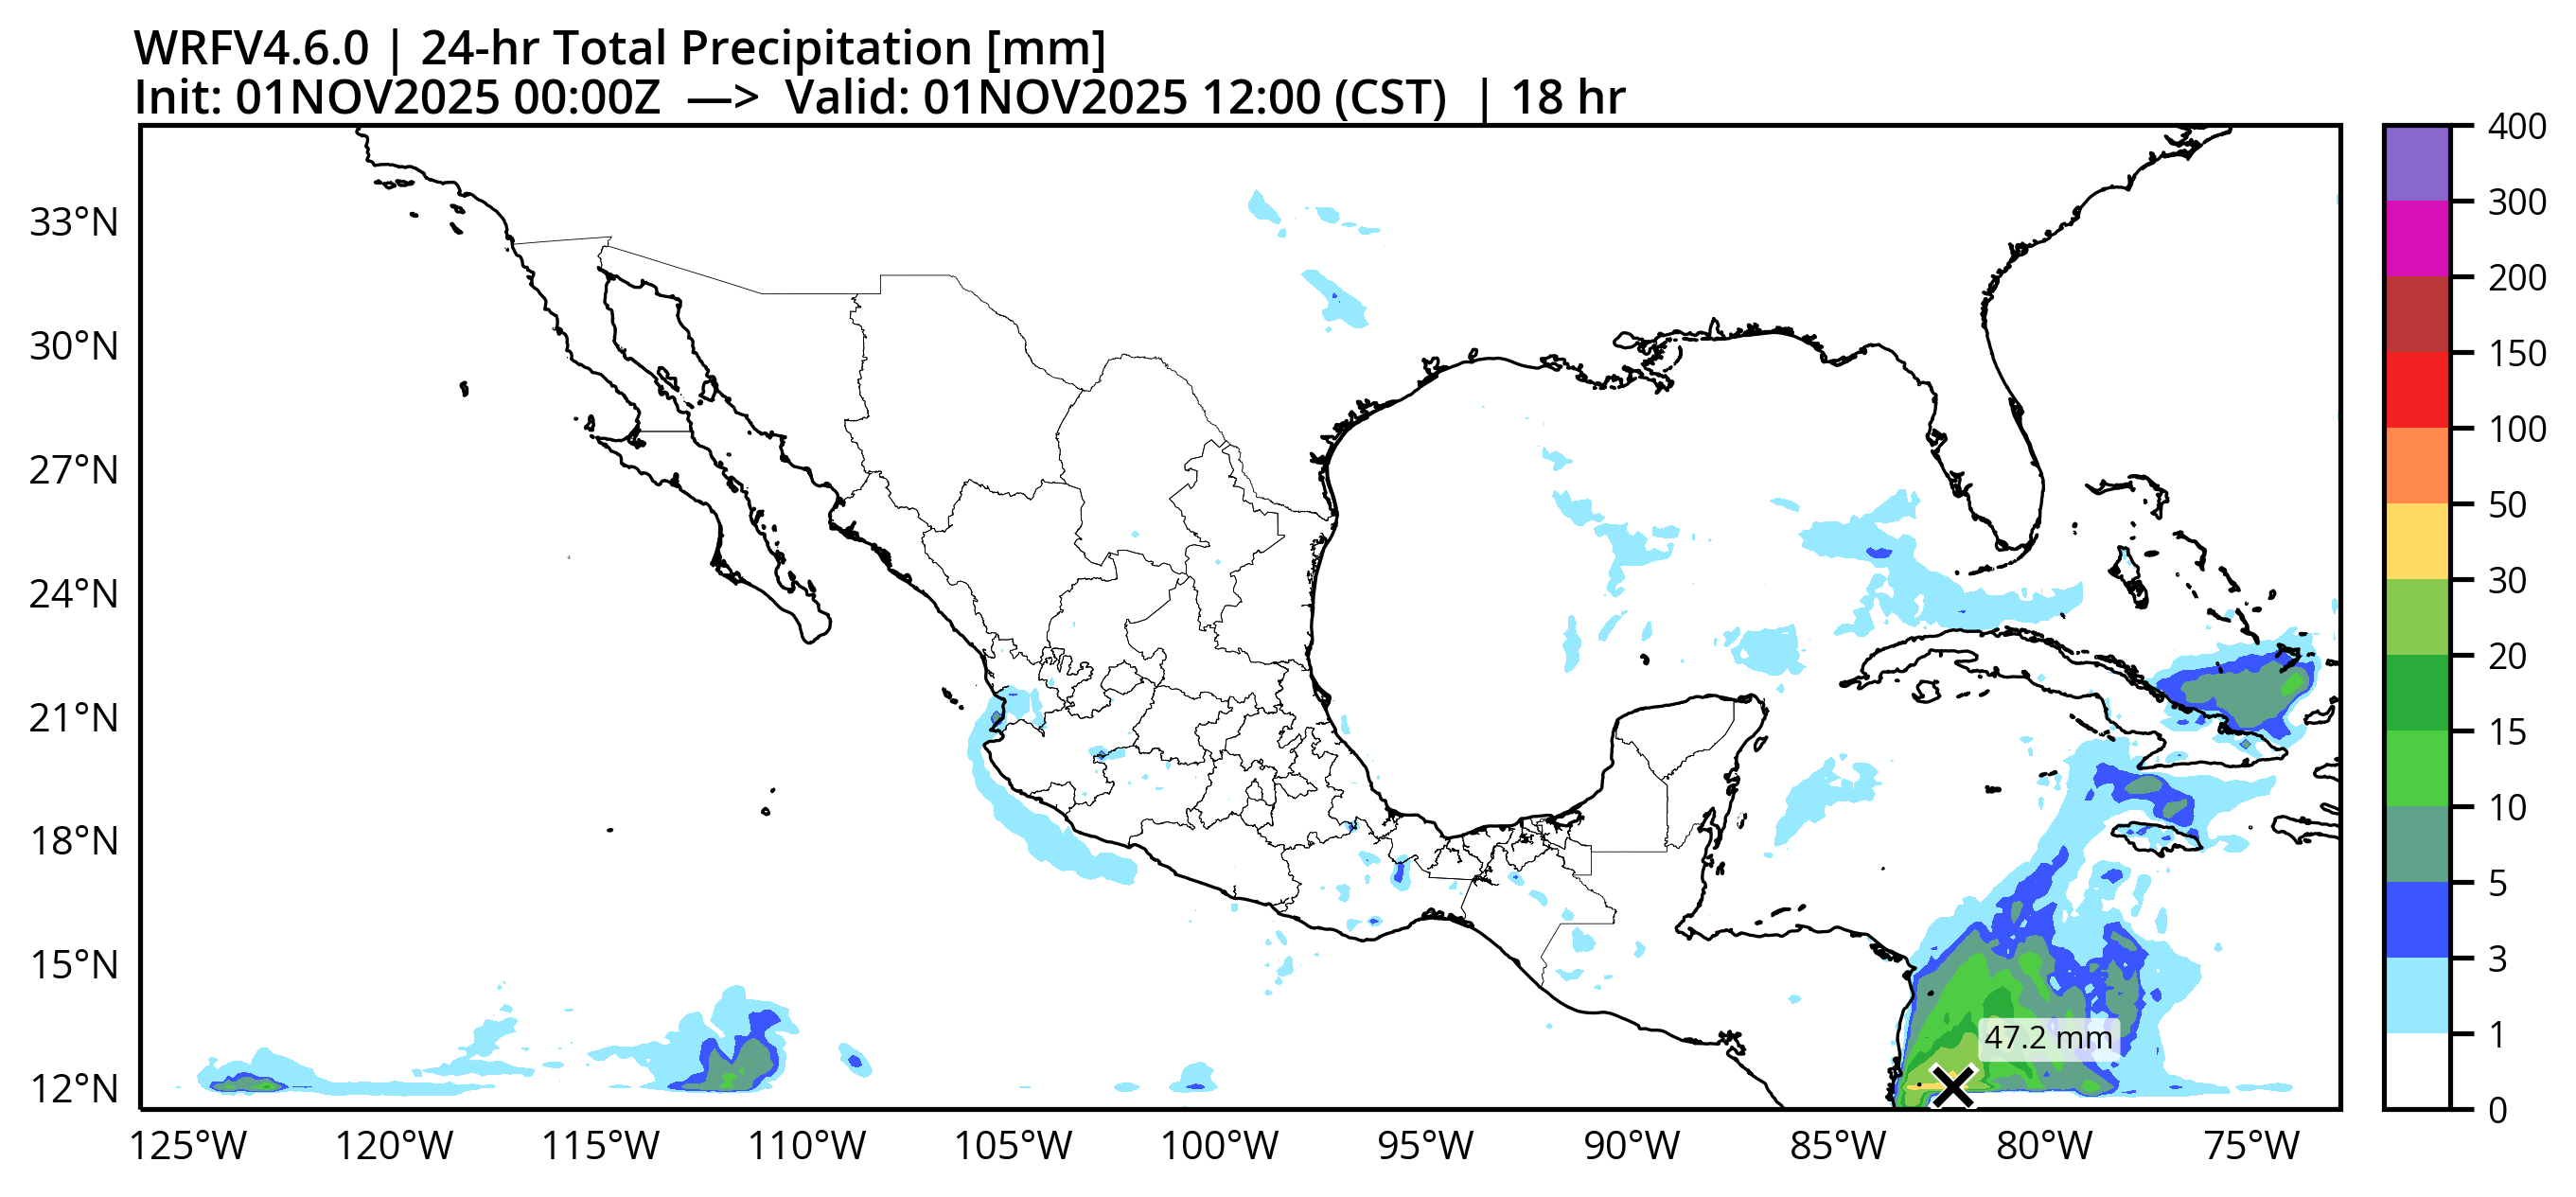 WRFV4.6.0 | 24-hr Total Precipitation [mm]
Init: 01NOV2025 00:00Z —> Valid: 01NOV2025 12:00 (CST) | 18 hr
33°N
30°N
27°N
24°N
21°N
18°N
15°N
12°N
125°W
120°W
115°W
110°W
105°W
100°W
95°W
90°W
85°W
80°W
75°W
47.2 mm
400
300
200
150
100
50
30
20
15
10
5
3
1
0